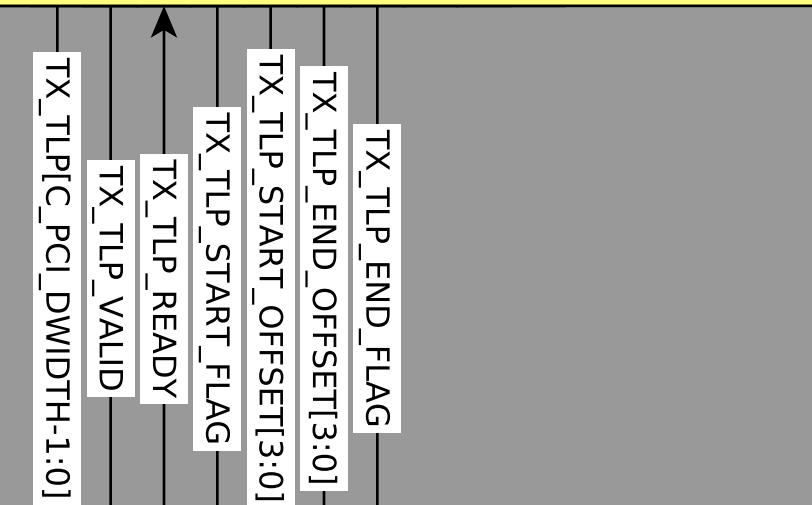 TX_TLP[C_PCI_DWIDTH-1:0]
TX_TLP_VALID
TX_TLP_READY
TX_TLP_START_FLAG
TX_TLP_START_OFFSET[3:0]
TX_TLP_END_OFFSET[3:0]
TX_TLP_END_FLAG